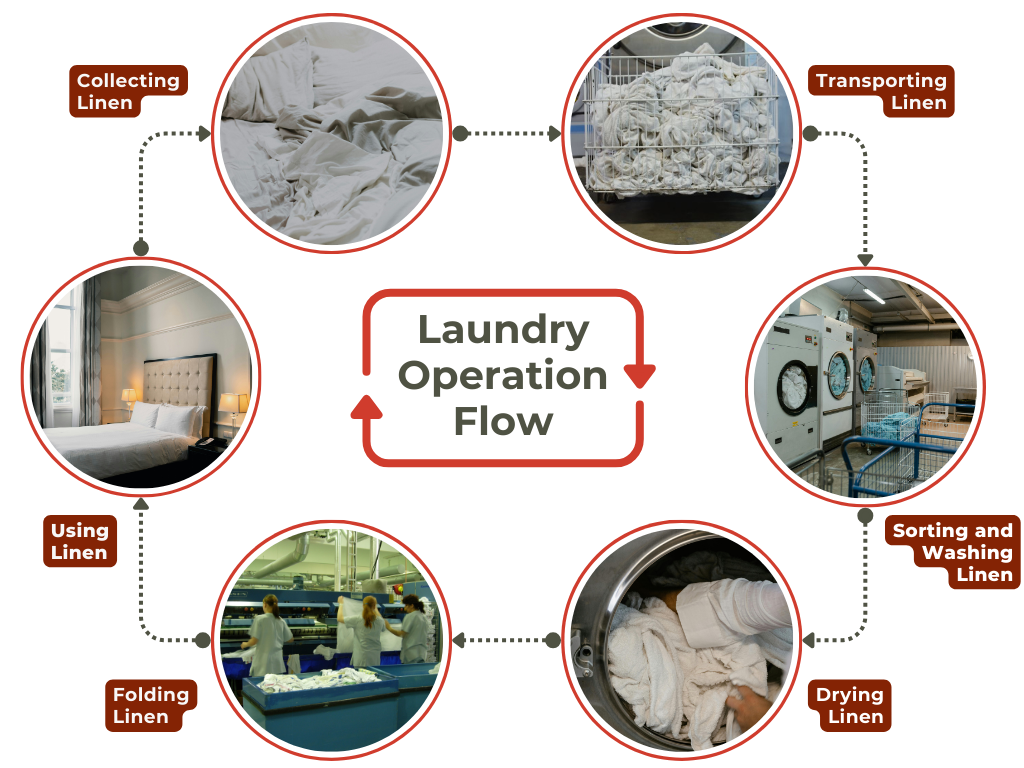 Collecting
Linen
Transporting
Linen
Laundry
Operation
Flow
Using
Linen
Sorting and
Washing
Linen
Folding
Linen
Drying
Linen